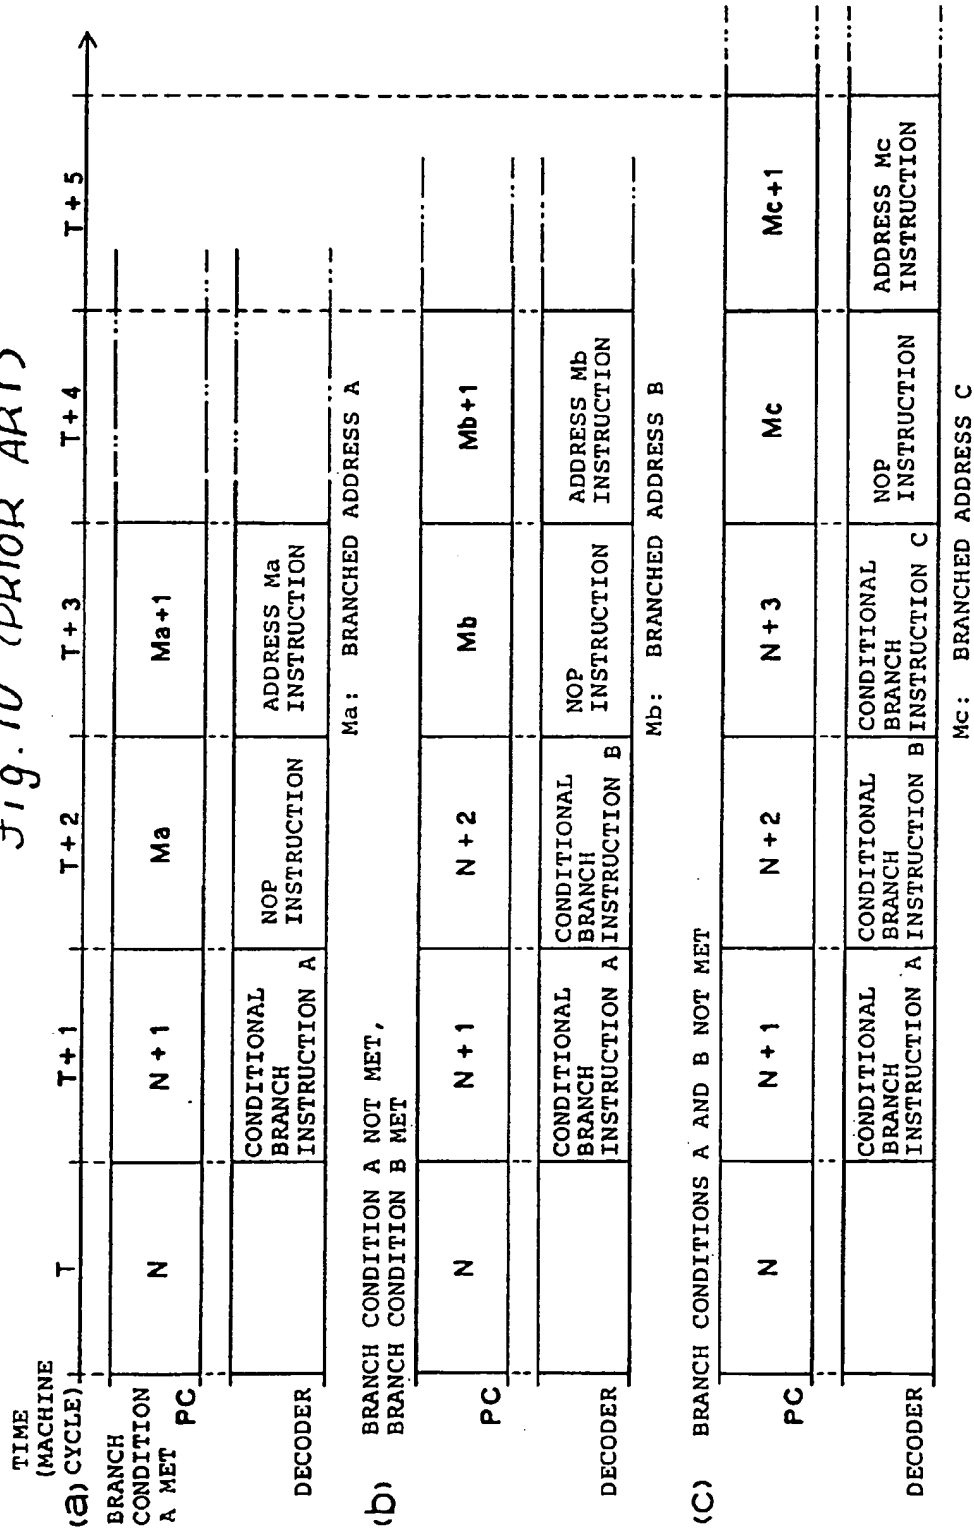 Fig. 10 (PRIOR ART)
TIME
(MACHINE
CYCLE)
T
T+1
T+2
T+3
T+4
T+5
(a)
BRANCH
CONDITION
A MET
PC
N
N+1
Ma
Ma+1
DECODER
CONDITIONAL
BRANCH
INSTRUCTION A
NOP
INSTRUCTION
ADDRESS Ma
INSTRUCTION
Ma: BRANCHED ADDRESS A
(b)
BRANCH CONDITION A NOT MET,
BRANCH CONDITION B MET
PC
N
N+1
N+2
Mb
Mb+1
DECODER
CONDITIONAL
BRANCH
INSTRUCTION A
CONDITIONAL
BRANCH
INSTRUCTION B
NOP
INSTRUCTION
ADDRESS Mb
INSTRUCTION
Mb: BRANCHED ADDRESS B
(C)
BRANCH CONDITIONS A AND B NOT MET
PC
N
N+1
N+2
N+3
Mc
Mc+1
DECODER
CONDITIONAL
BRANCH
INSTRUCTION A
CONDITIONAL
BRANCH
INSTRUCTION B
CONDITIONAL
BRANCH
INSTRUCTION C
NOP
INSTRUCTION
ADDRESS Mc
INSTRUCTION
Mc: BRANCHED ADDRESS C